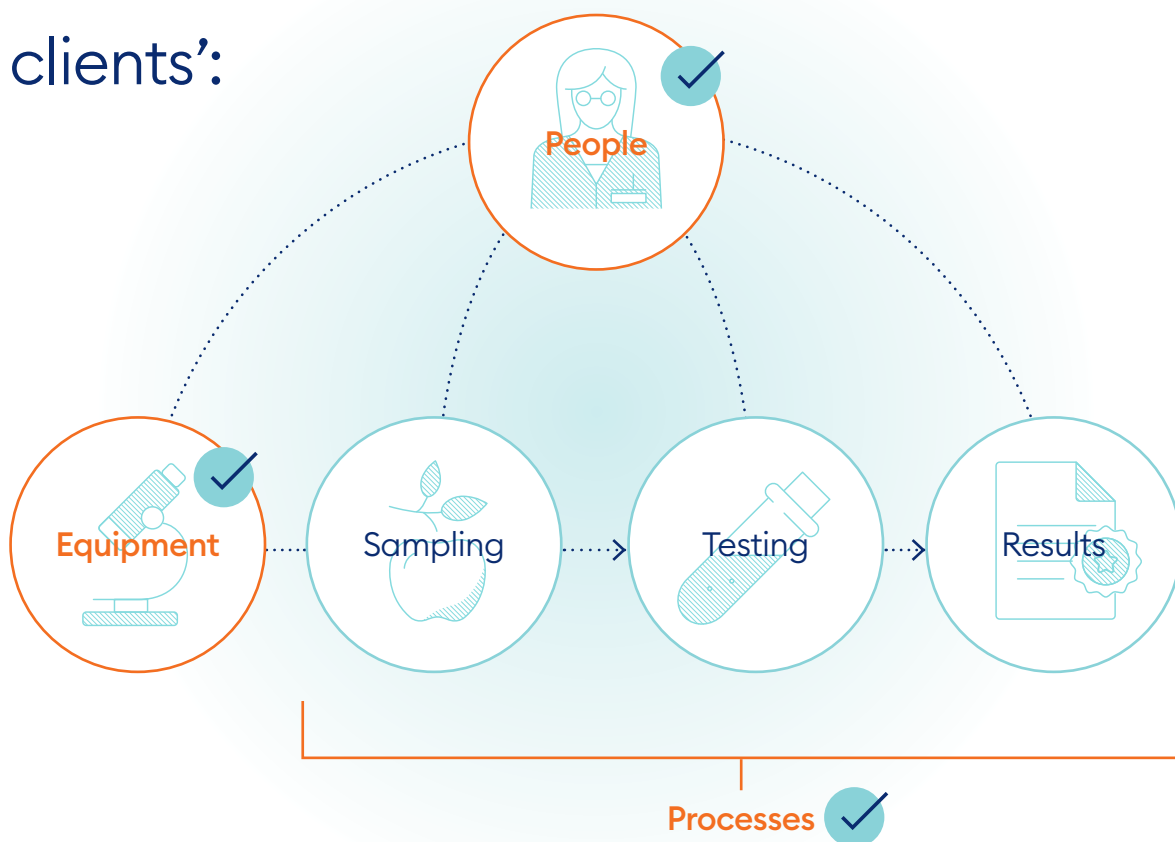 clients’:
People
Equipment
Sampling
Testing
Results
Processes